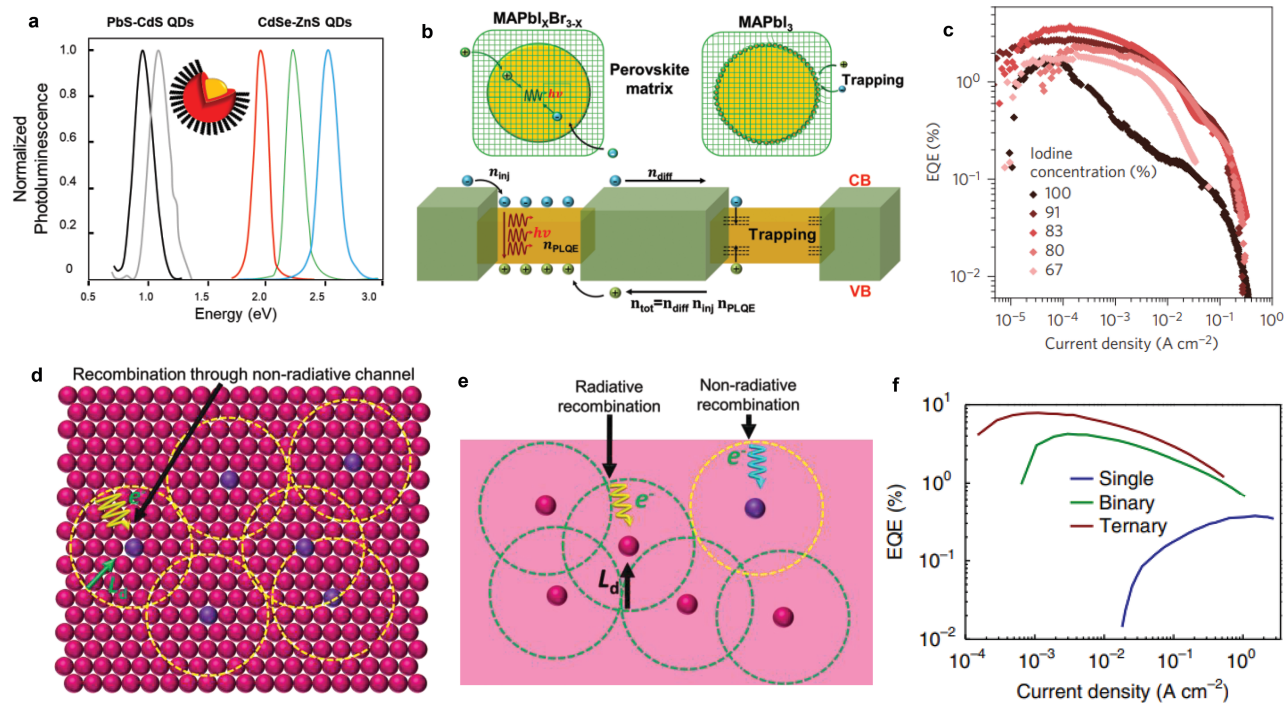 a
PbS-CdS QDs
CdSe-ZnS QDs
Normalized
Photoluminescence
1.0
0.8
0.6
0.4
0.2
0
0.5
1.0
1.5
2.0
2.5
3.0
Energy (eV)
b
MAPbIXBr3-X
MAPbI3
Perovskite
matrix
Trapping
hν
ninj
ndiff
CB
hν
nPLQE
Trapping
VB
ntot=ndiff ninj nPLQE
c
EQE (%)
10^0
10^−1
10^−2
Iodine
concentration (%)
100
91
83
80
67
10^−5
10^−4
10^−3
10^−2
10^−1
10^0
Current density (A cm^−2)
d
Recombination through non-radiative channel
e
Ld
e
Radiative
recombination
Non-radiative
recombination
e^-
e^-
Ld
f
EQE (%)
10^1
10^0
10^−1
10^−2
Single
Binary
Ternary
10^−4
10^−3
10^−2
10^−1
10^0
Current density (A cm^−2)